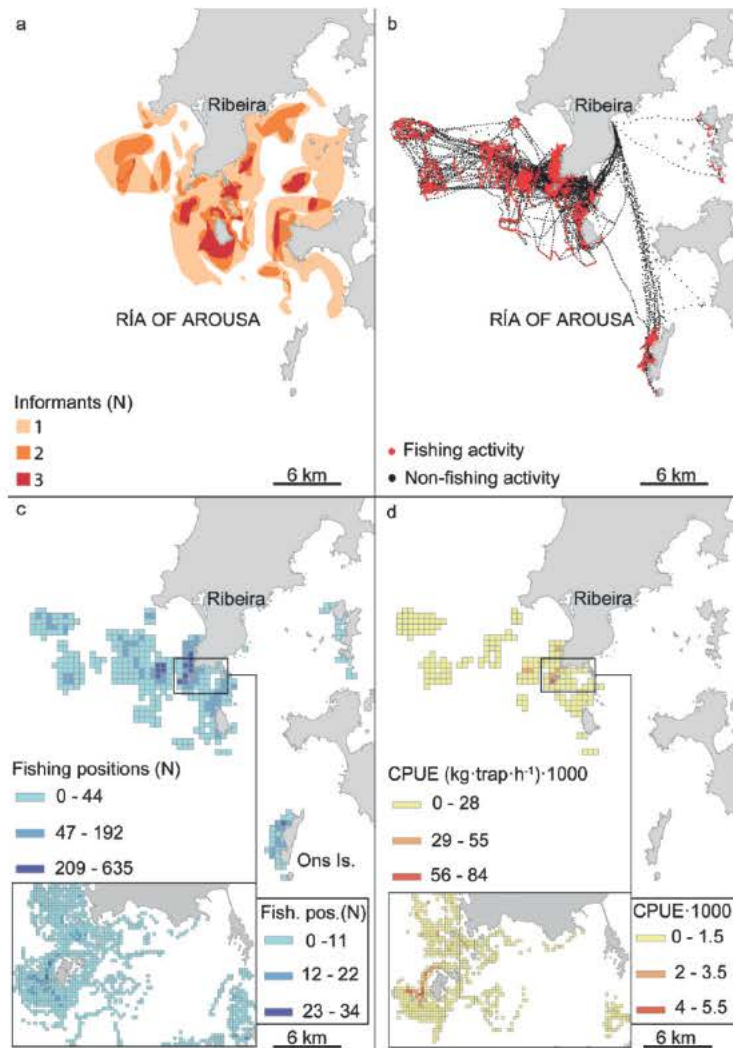 a
Ribeira
RÍA OF AROUSA
Informants (N)
1
2
3
6 km
b
Ribeira
RÍA OF AROUSA
Fishing activity
Non-fishing activity
6 km
c
Ribeira
Fishing positions (N)
0 - 44
47 - 192
209 - 635
Ons Is.
Fish. pos.(N)
0 -11
12 - 22
23 - 34
6 km
d
Ribeira
CPUE (kg·trap·h⁻¹)·1000
0 - 28
29 - 55
56 - 84
CPUE·1000
0 - 1.5
2 - 3.5
4 - 5.5
6 km